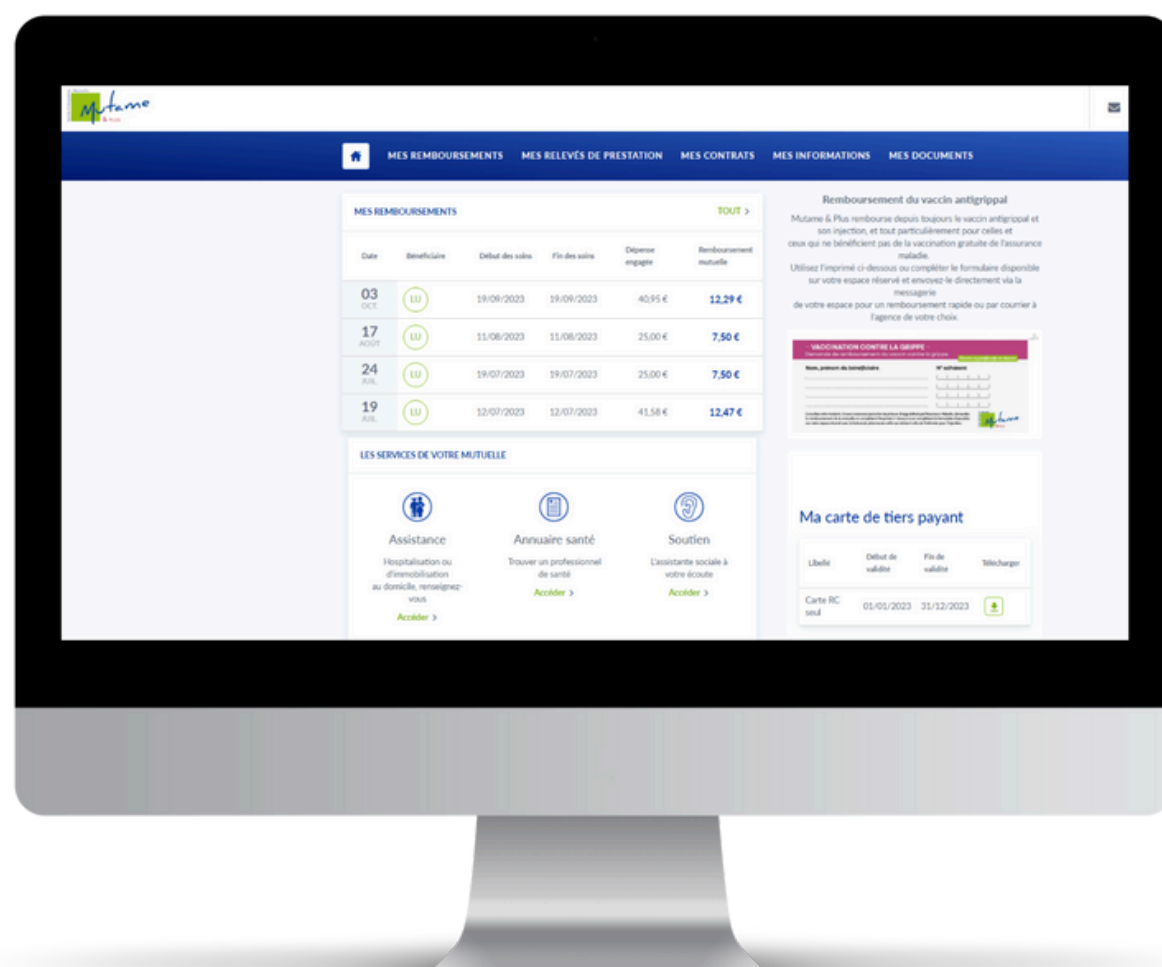 Mutame
& PLUS
MES REMBOURSEMENTS MES RELEVÉS DE PRESTATION MES CONTRATS MES INFORMATIONS MES DOCUMENTS
MES REMBOURSEMENTS TOUT >
Date Bénéficiaire Début des soins Fin des soins Dépense engagée Remboursement mutuelle
03 OCT. LU 19/09/2023 19/09/2023 40,95 € 12,29 €
17 AOÛT LU 11/08/2023 11/08/2023 25,00 € 7,50 €
24 JUIL. LU 19/07/2023 19/07/2023 25,00 € 7,50 €
19 JUIL. LU 12/07/2023 12/07/2023 41,58 € 12,47 €
LES SERVICES DE VOTRE MUTUELLE
Assistance
Hospitalisation ou
d'immobilisation
au domicile, renseignez-
vous
Accéder >
Annuaire santé
Trouver un professionnel
de santé
Accéder >
Soutien
L'assistante sociale à
votre écoute
Accéder >
Remboursement du vaccin antigrippal
Mutame & Plus rembourse depuis toujours le vaccin antigrippal et
son injection, et tout particulièrement pour celles et
ceux qui ne bénéficient pas de la vaccination gratuite de l'assurance
maladie.
Utilisez l'imprimé ci-dessous ou compléter le formulaire disponible
sur votre espace réservé et envoyez-le directement via la
messagerie
de votre espace pour un remboursement rapide ou par courrier à
l'agence de votre choix.
- VACCINATION CONTRE LA GRIPPE -
Demande de remboursement du vaccin contre la grippe
Nom, prénom du bénéficiaire N° adhérent
Mutame
Ma carte de tiers payant
Libellé Début de validité Fin de validité Télécharger
Carte RC seul 01/01/2023 31/12/2023